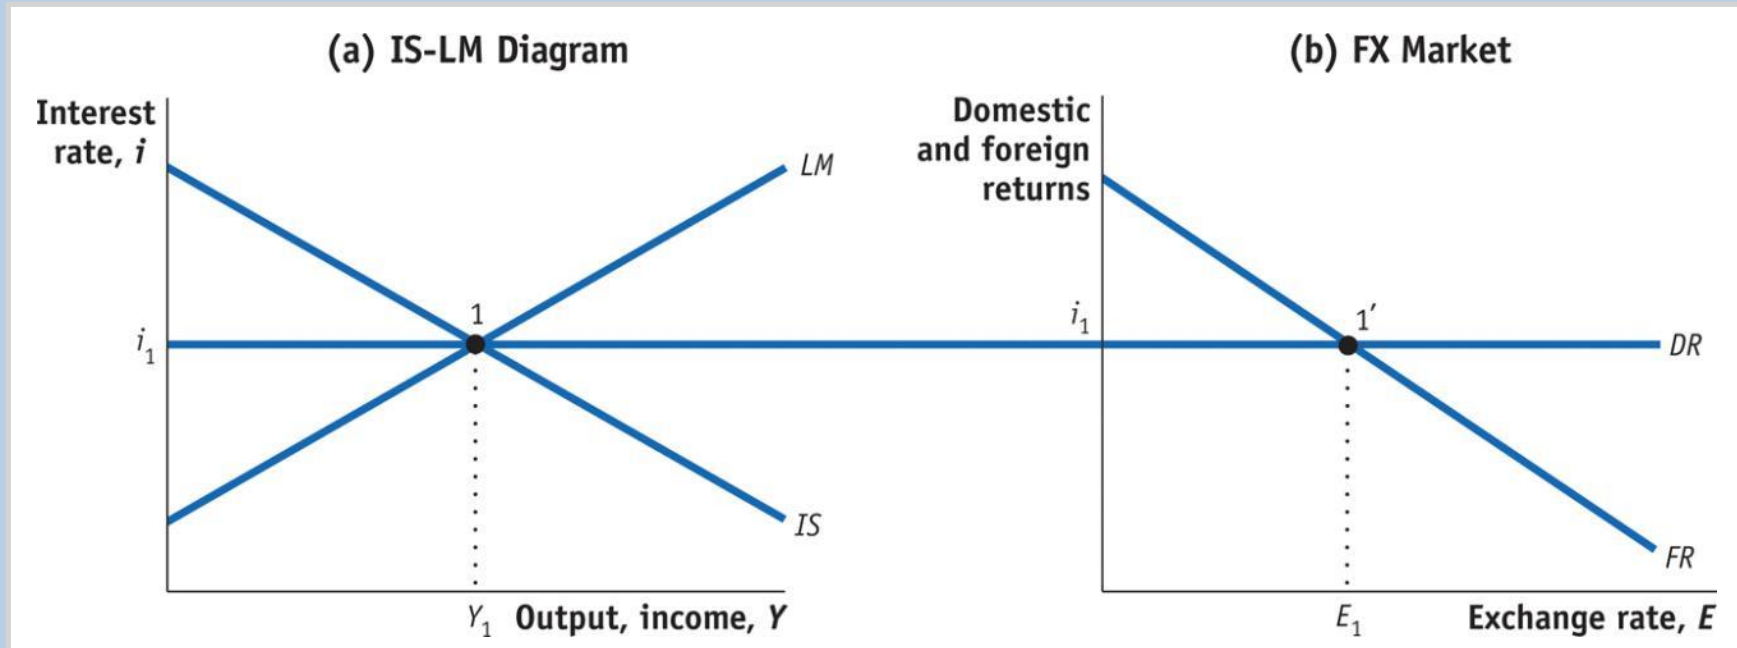 (a) IS-LM Diagram
Interest
rate, i
LM
1
i₁
IS
Y₁ Output, income, Y
(b) FX Market
Domestic
and foreign
returns
i₁
1′
DR
FR
E₁ Exchange rate, E